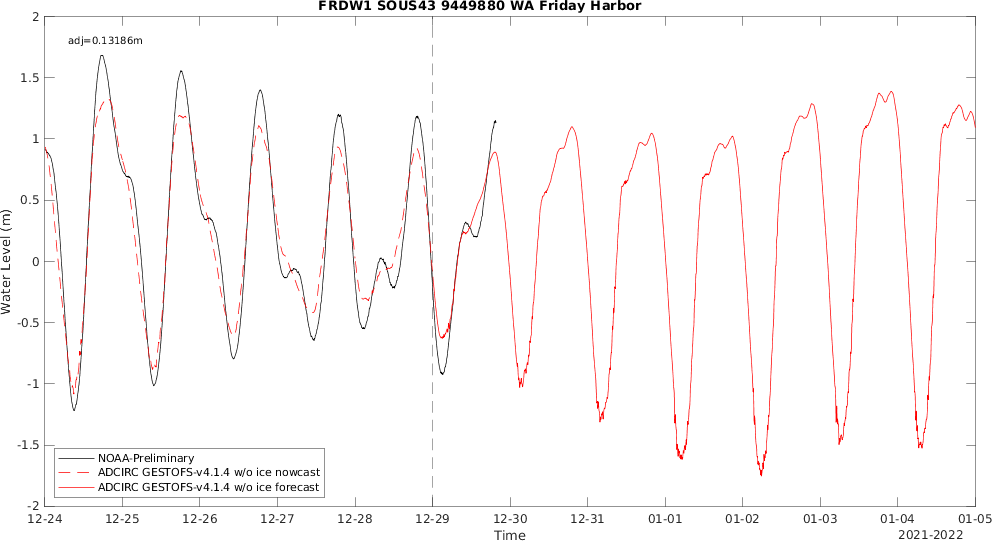 FRDW1 SOUS43 9449880 WA Friday Harbor
adj=0.13186m
2
1.5
1
0.5
0
-0.5
-1
-1.5
-2
Water Level (m)
NOAA-Preliminary
ADCIRC GESTOFS-v4.1.4 w/o ice nowcast
ADCIRC GESTOFS-v4.1.4 w/o ice forecast
12-24 12-25 12-26 12-27 12-28 12-29 12-30 12-31 01-01 01-02 01-03 01-04 01-05
Time
2021-2022